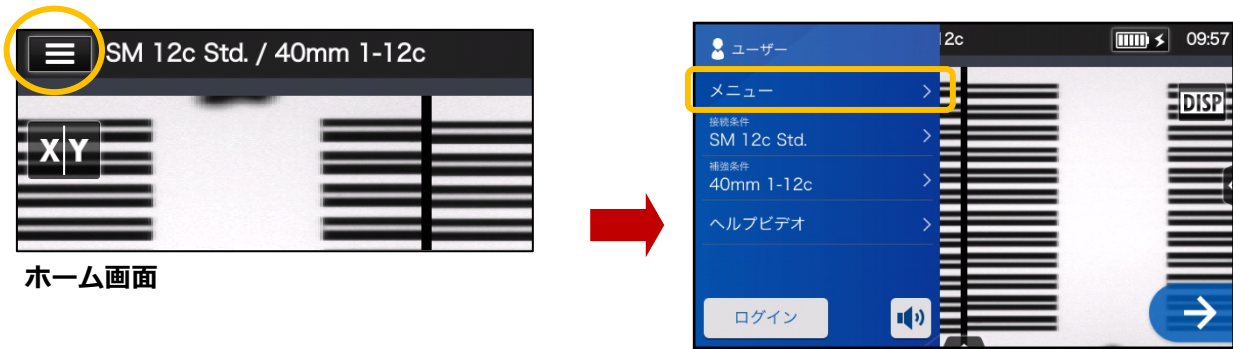 SM 12c Std. / 40mm 1-12c
X Y
ホーム画面
12c
09:57
ユーザー
メニュー
DISP
接続条件
SM 12c Std.
補強条件
40mm 1-12c
ヘルプビデオ
ログイン